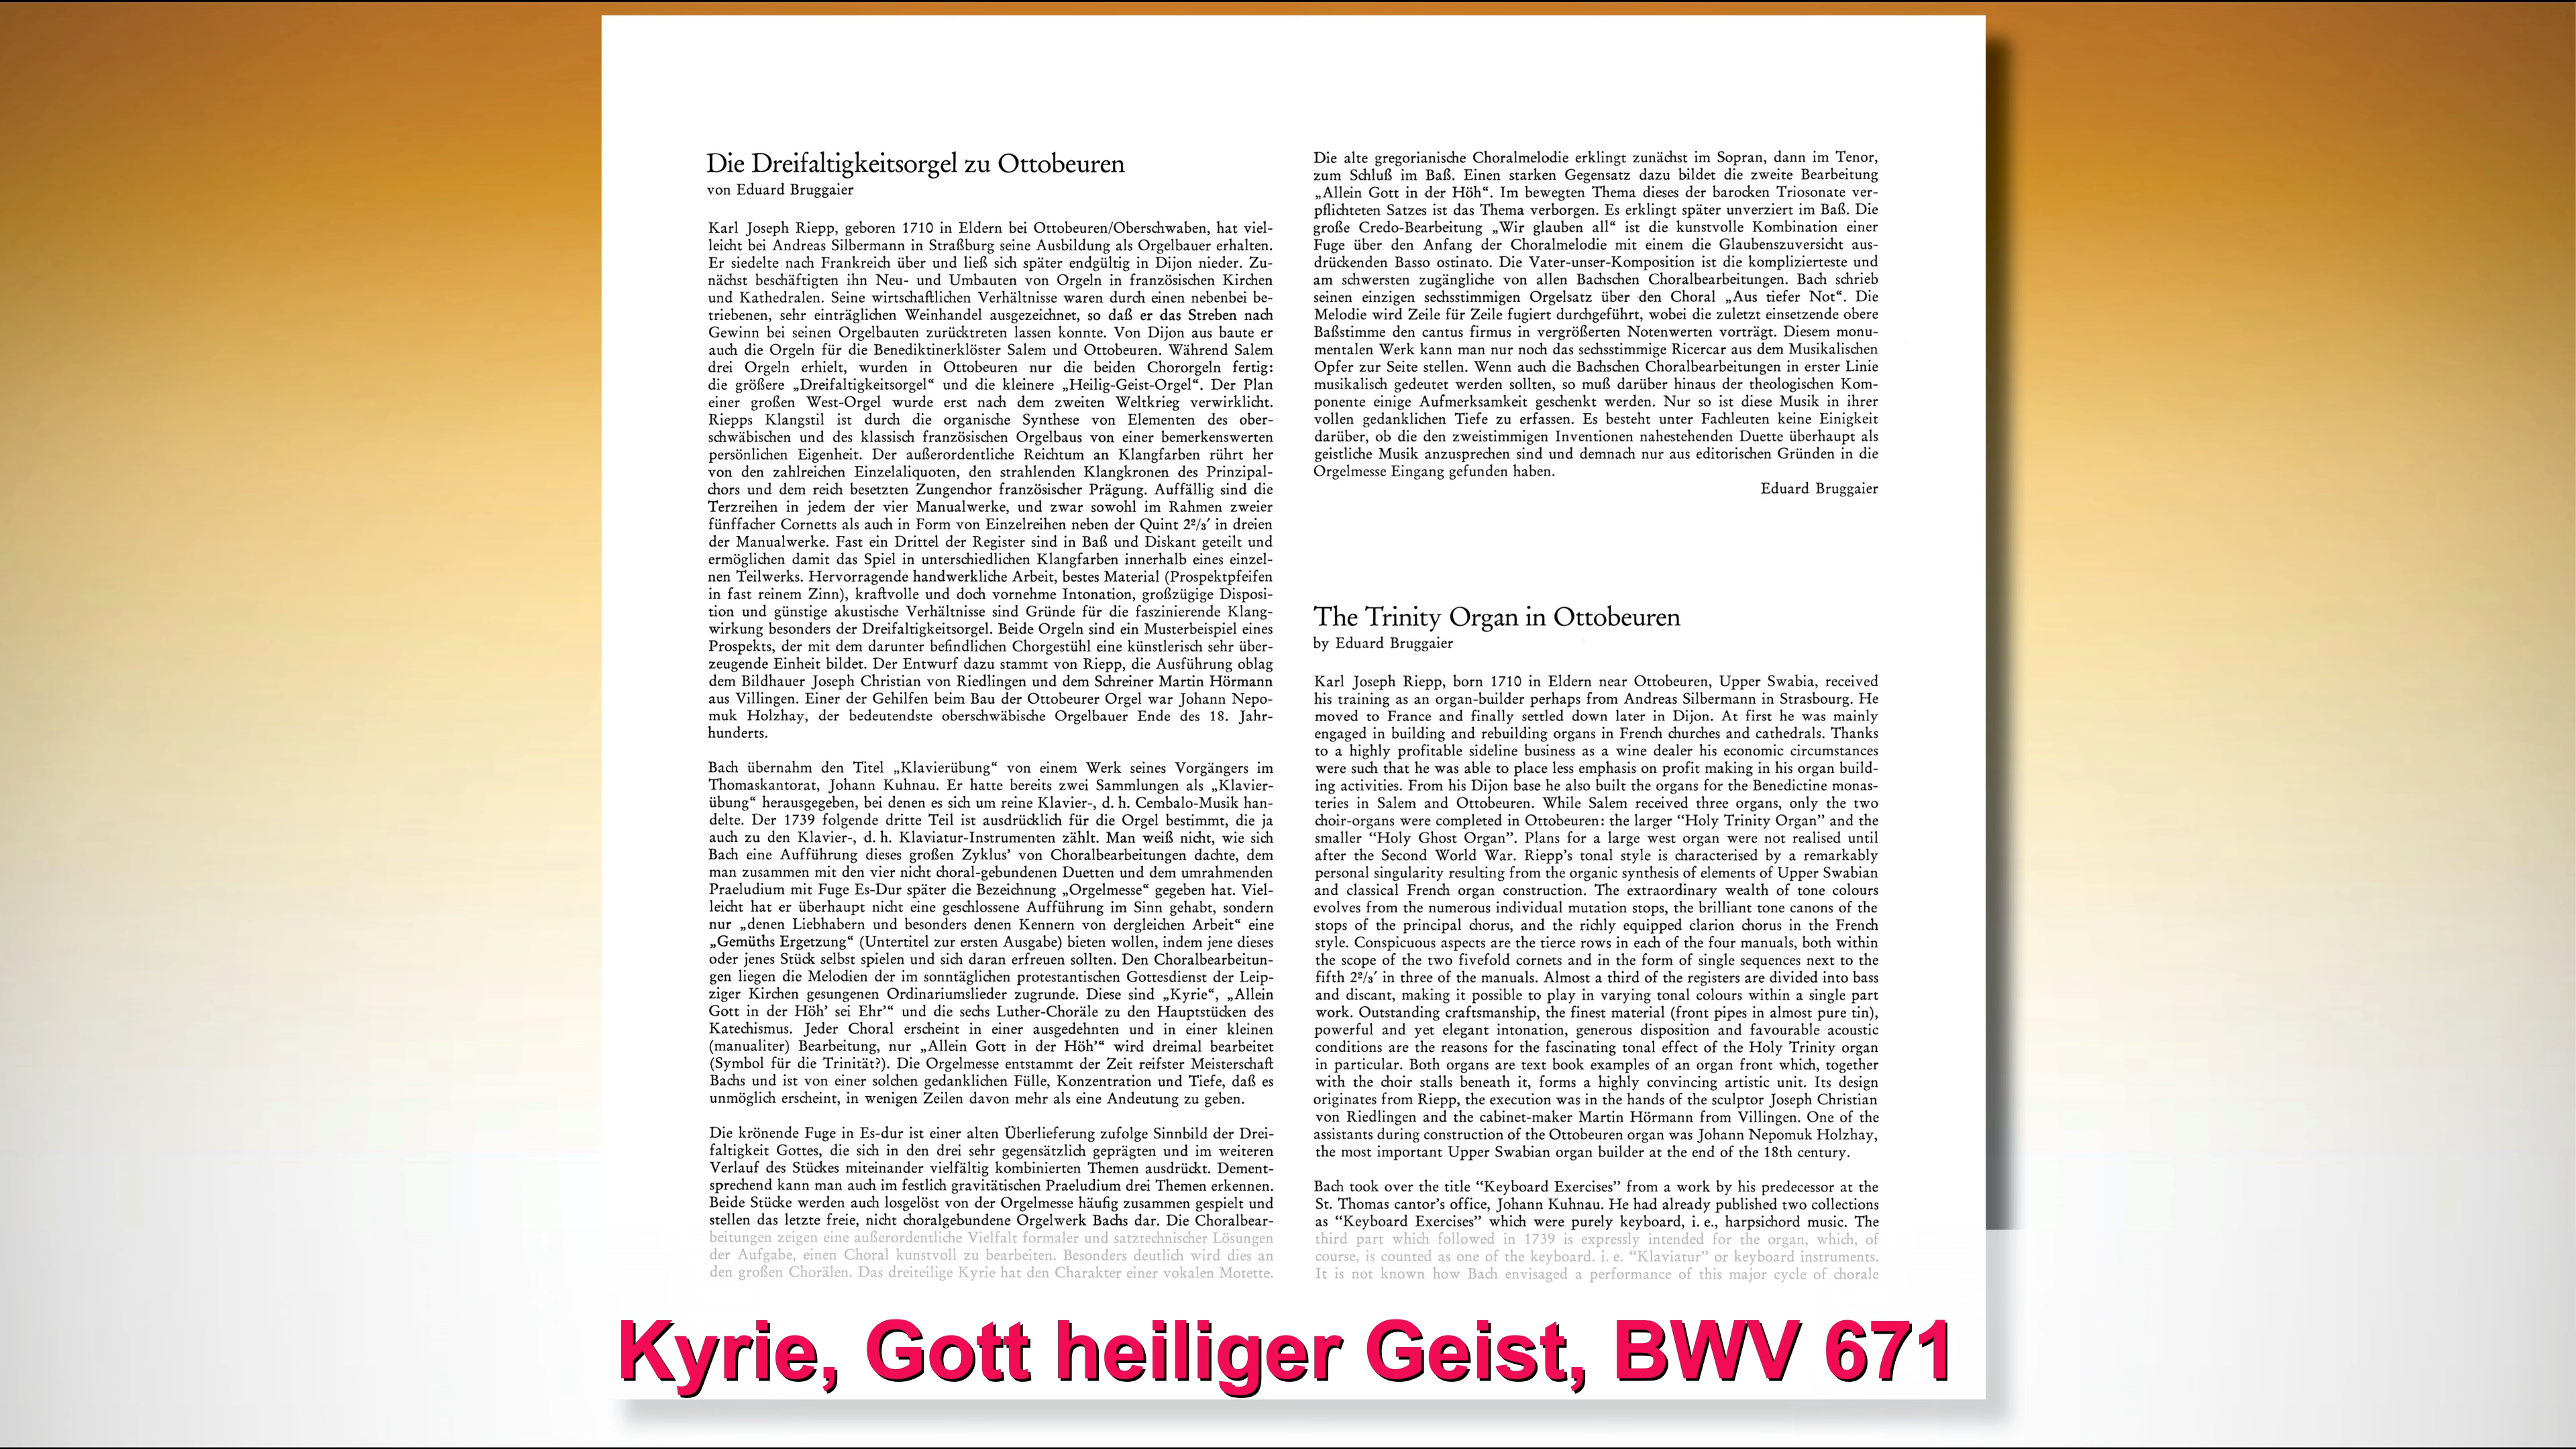 Die Dreifaltigkeitsorgel zu Ottobeuren
von Eduard Bruggaier
Karl Joseph Riepp, geboren 1710 in Eldern bei Ottobeuren/Oberschwaben, hat viel-
leicht bei Andreas Silbermann in Straßburg seine Ausbildung als Orgelbauer erhalten.
Er siedelte nach Frankreich über und ließ sich später endgültig in Dijon nieder. Zu-
nächst beschäftigten ihn Neu- und Umbauten von Orgeln in französischen Kirchen
und Kathedralen. Seine wirtschaftlichen Verhältnisse waren durch einen nebenbei be-
triebenen, sehr einträglichen Weinhandel ausgezeichnet, so daß er das Streben nach
Gewinn bei seinen Orgelbauten zurücktreten lassen konnte. Von Dijon aus baute er
auch die Orgeln für die Benediktinerklöster Salem und Ottobeuren. Während Salem
drei Orgeln erhielt, wurden in Ottobeuren nur die beiden Chororgeln fertig:
die größere „Dreifaltigkeitsorgel“ und die kleinere „Heilig-Geist-Orgel“. Der Plan
einer großen West-Orgel wurde erst nach dem zweiten Weltkrieg verwirklicht.
Riepps Klangstil ist durch die organische Synthese von Elementen des ober-
schwäbischen und des klassisch französischen Orgelbaus von einer bemerkenswerten
persönlichen Eigenheit. Der außerordentliche Reichtum an Klangfarben rührt her
von den zahlreichen Einzelaliquoten, den strahlenden Klangkronen des Prinzipal-
chors und dem reich besetzten Zungenchor französischer Prägung. Auffällig sind die
Terzreihen in jedem der vier Manualwerke, und zwar sowohl im Rahmen zweier
fünffacher Cornetts als auch in Form von Einzelreihen neben der Quint 2²/₃′ in dreien
der Manualwerke. Fast ein Drittel der Register sind in Baß und Diskant geteilt und
ermöglichen damit das Spiel in unterschiedlichen Klangfarben innerhalb eines einzel-
nen Teilwerks. Hervorragende handwerkliche Arbeit, bestes Material (Prospektpfeifen
in fast reinem Zinn), kraftvolle und doch vornehme Intonation, großzügige Disposi-
tion und günstige akustische Verhältnisse sind Gründe für die faszinierende Klang-
wirkung besonders der Dreifaltigkeitsorgel. Beide Orgeln sind ein Musterbeispiel eines
Prospekts, der mit dem darunter befindlichen Chorgestühl eine künstlerisch sehr über-
zeugende Einheit bildet. Der Entwurf dazu stammt von Riepp, die Ausführung oblag
dem Bildhauer Joseph Christian von Riedlingen und dem Schreiner Martin Hörmann
aus Villingen. Einer der Gehilfen beim Bau der Ottobeurer Orgel war Johann Nepo-
muk Holzhay, der bedeutendste oberschwäbische Orgelbauer Ende des 18. Jahr-
hunderts.
Bach übernahm den Titel „Klavierübung“ von einem Werk seines Vorgängers im
Thomaskantorat, Johann Kuhnau. Er hatte bereits zwei Sammlungen als „Klavier-
übung“ herausgegeben, bei denen es sich um reine Klavier-, d. h. Cembalo-Musik han-
delte. Der 1739 folgende dritte Teil ist ausdrücklich für die Orgel bestimmt, die ja
auch zu den Klavier-, d. h. Klaviatur-Instrumenten zählt. Man weiß nicht, wie sich
Bach eine Aufführung dieses großen Zyklus’ von Choralbearbeitungen dachte, dem
man zusammen mit den vier nicht choral-gebundenen Duetten und dem umrahmenden
Praeludium mit Fuge Es-Dur später die Bezeichnung „Orgelmesse“ gegeben hat. Viel-
leicht hat er überhaupt nicht eine geschlossene Aufführung im Sinn gehabt, sondern
nur „denen Liebhabern und besonders denen Kennern von dergleichen Arbeit“ eine
„Gemüths Ergetzung“ (Untertitel zur ersten Ausgabe) bieten wollen, indem jene dieses
oder jenes Stück selbst spielen und sich daran erfreuen sollten. Den Choralbearbeitun-
gen liegen die Melodien der im sonntäglichen protestantischen Gottesdienst der Leip-
ziger Kirchen gesungenen Ordinariumslieder zugrunde. Diese sind „Kyrie“, „Allein
Gott in der Höh’ sei Ehr’“ und die sechs Luther-Choräle zu den Hauptstücken des
Katechismus. Jeder Choral erscheint in einer ausgedehnten und in einer kleinen
(manualiter) Bearbeitung, nur „Allein Gott in der Höh’“ wird dreimal bearbeitet
(Symbol für die Trinität?). Die Orgelmesse entstammt der Zeit reifster Meisterschaft
Bachs und ist von einer solchen gedanklichen Fülle, Konzentration und Tiefe, daß es
unmöglich erscheint, in wenigen Zeilen davon mehr als eine Andeutung zu geben.
Die krönende Fuge in Es-dur ist einer alten Überlieferung zufolge Sinnbild der Drei-
faltigkeit Gottes, die sich in den drei sehr gegensätzlich geprägten und im weiteren
Verlauf des Stückes miteinander vielfältig kombinierten Themen ausdrückt. Dement-
sprechend kann man auch im festlich gravitätischen Praeludium drei Themen erkennen.
Beide Stücke werden auch losgelöst von der Orgelmesse häufig zusammen gespielt und
stellen das letzte freie, nicht choralgebundene Orgelwerk Bachs dar. Die Choralbear-
beitungen zeigen eine außerordentliche Vielfalt formaler und satztechnischer Lösungen
der Aufgabe, einen Choral kunstvoll zu bearbeiten. Besonders deutlich wird dies an
den großen Chorälen. Das dreiteilige Kyrie hat den Charakter einer vokalen Motette.
Die alte gregorianische Choralmelodie erklingt zunächst im Sopran, dann im Tenor,
zum Schluß im Baß. Einen starken Gegensatz dazu bildet die zweite Bearbeitung
„Allein Gott in der Höh“. Im bewegten Thema dieses der barocken Triosonate ver-
pflichteten Satzes ist das Thema verborgen. Es erklingt später unverziert im Baß. Die
große Credo-Bearbeitung „Wir glauben all“ ist die kunstvolle Kombination einer
Fuge über den Anfang der Choralmelodie mit einem die Glaubenszuversicht aus-
drückenden Basso ostinato. Die Vater-unser-Komposition ist die komplizierteste und
am schwersten zugängliche von allen Bachschen Choralbearbeitungen. Bach schrieb
seinen einzigen sechsstimmigen Orgelsatz über den Choral „Aus tiefer Not“. Die
Melodie wird Zeile für Zeile fugiert durchgeführt, wobei die zuletzt einsetzende obere
Baßstimme den cantus firmus in vergrößerten Notenwerten vorträgt. Diesem monu-
mentalen Werk kann man nur noch das sechsstimmige Ricercar aus dem Musikalischen
Opfer zur Seite stellen. Wenn auch die Bachschen Choralbearbeitungen in erster Linie
musikalisch gedeutet werden sollten, so muß darüber hinaus der theologischen Kom-
ponente einige Aufmerksamkeit geschenkt werden. Nur so ist diese Musik in ihrer
vollen gedanklichen Tiefe zu erfassen. Es besteht unter Fachleuten keine Einigkeit
darüber, ob die den zweistimmigen Inventionen nahestehenden Duette überhaupt als
geistliche Musik anzusprechen sind und demnach nur aus editorischen Gründen in die
Orgelmesse Eingang gefunden haben.
Eduard Bruggaier
The Trinity Organ in Ottobeuren
by Eduard Bruggaier
Karl Joseph Riepp, born 1710 in Eldern near Ottobeuren, Upper Swabia, received
his training as an organ-builder perhaps from Andreas Silbermann in Strasbourg. He
moved to France and finally settled down later in Dijon. At first he was mainly
engaged in building and rebuilding organs in French churches and cathedrals. Thanks
to a highly profitable sideline business as a wine dealer his economic circumstances
were such that he was able to place less emphasis on profit making in his organ build-
ing activities. From his Dijon base he also built the organs for the Benedictine monas-
teries in Salem and Ottobeuren. While Salem received three organs, only the two
choir-organs were completed in Ottobeuren: the larger “Holy Trinity Organ” and the
smaller “Holy Ghost Organ”. Plans for a large west organ were not realised until
after the Second World War. Riepp’s tonal style is characterised by a remarkably
personal singularity resulting from the organic synthesis of elements of Upper Swabian
and classical French organ construction. The extraordinary wealth of tone colours
evolves from the numerous individual mutation stops, the brilliant tone canons of the
stops of the principal chorus, and the richly equipped clarion chorus in the French
style. Conspicuous aspects are the tierce rows in each of the four manuals, both within
the scope of the two fivefold cornets and in the form of single sequences next to the
fifth 2²/₃′ in three of the manuals. Almost a third of the registers are divided into bass
and discant, making it possible to play in varying tonal colours within a single part
work. Outstanding craftsmanship, the finest material (front pipes in almost pure tin),
powerful and yet elegant intonation, generous disposition and favourable acoustic
conditions are the reasons for the fascinating tonal effect of the Holy Trinity organ
in particular. Both organs are text book examples of an organ front which, together
with the choir stalls beneath it, forms a highly convincing artistic unit. Its design
originates from Riepp, the execution was in the hands of the sculptor Joseph Christian
von Riedlingen and the cabinet-maker Martin Hörmann from Villingen. One of the
assistants during construction of the Ottobeuren organ was Johann Nepomuk Holzhay,
the most important Upper Swabian organ builder at the end of the 18th century.
Bach took over the title “Keyboard Exercises” from a work by his predecessor at the
St. Thomas cantor’s office, Johann Kuhnau. He had already published two collections
as “Keyboard Exercises” which were purely keyboard, i. e., harpsichord music. The
third part which followed in 1739 is expressly intended for the organ, which, of
course, is counted as one of the keyboard. i. e. “Klaviatur” or keyboard instruments.
It is not known how Bach envisaged a performance of this major cycle of chorale
Kyrie, Gott heiliger Geist, BWV 671